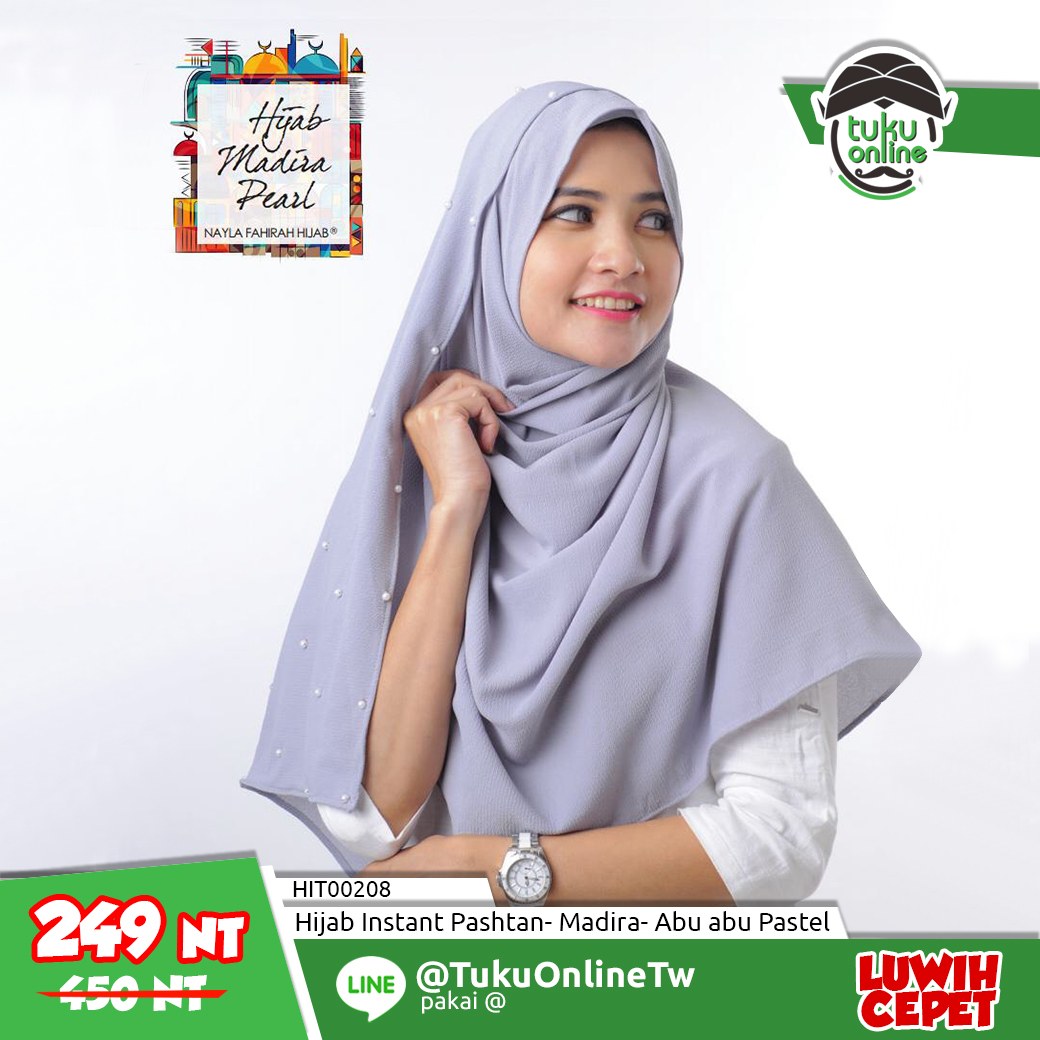 Hijab
Madira
Pearl
NAYLA FAHIRAH HIJAB®
tuku
online
HIT00208
Hijab Instant Pashtan- Madira- Abu abu Pastel
249 NT
450 NT
LINE
@TukuOnlineTw
pakai @
LUWIH
CEPET